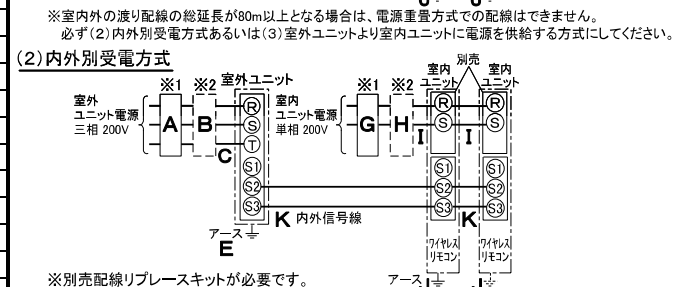 ※室内外の渡り配線の総延長が80m以上となる場合は、電源重畳方式での配線はできません。
必ず(2)内外別受電方式あるいは(3)室外ユニットより室内ユニットに電源を供給する方式にしてください。
(2)内外別受電方式
室外
ユニット電源
三相 200V
※1
A
※2
B
C
室外ユニット
R
S
T
S1
S2
S3
アース
E
K 内外信号線
室内
ユニット電源
単相 200V
※1
G
※2
H
I
I
別売
室内
ユニット
R
S
S1
S2
S3
ワイヤレス
リモコン
K
室内
ユニット
R
S
S1
S2
S3
ワイヤレス
リモコン
アース
※別売配線リプレースキットが必要です。